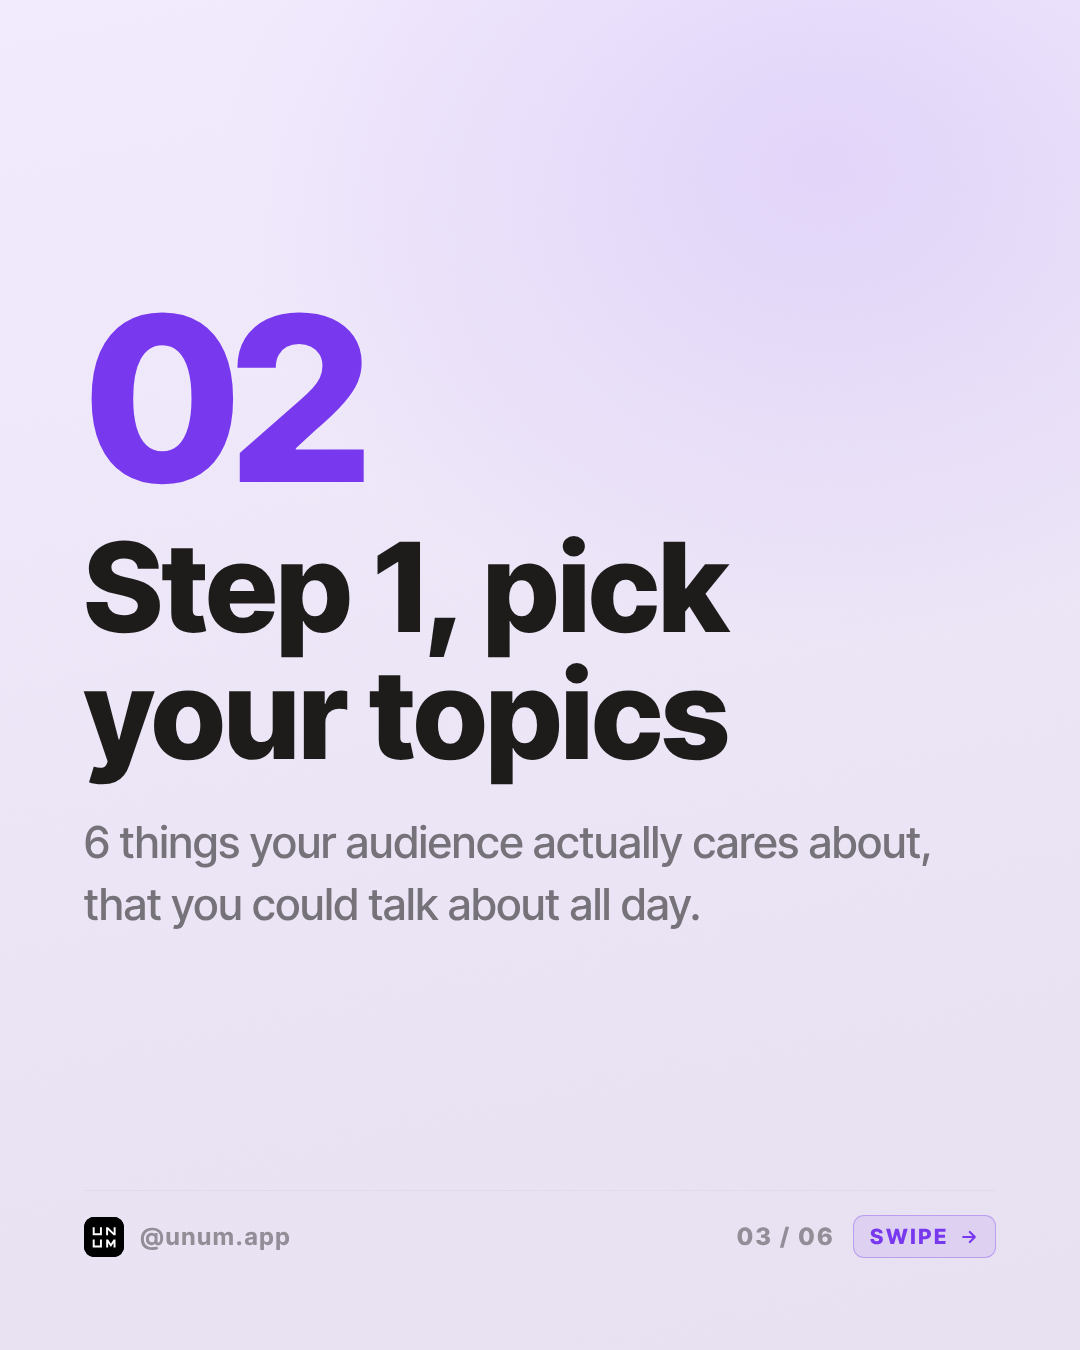 02
Step 1, pick
your topics
6 things your audience actually cares about,
that you could talk about all day.
UN
UM
@unum.app
03 / 06
SWIPE →